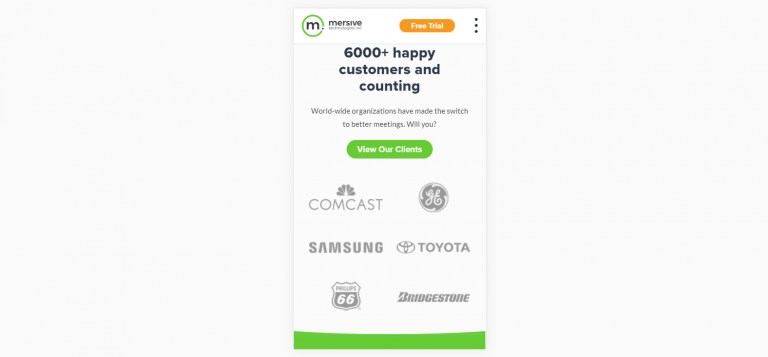 m.
mersive
technologies, inc
Free Trial
6000+ happy
customers and
counting
World-wide organizations have made the switch
to better meetings. Will you?
View Our Clients
COMCAST
GE
SAMSUNG
TOYOTA
PHILLIPS
66
BRIDGESTONE